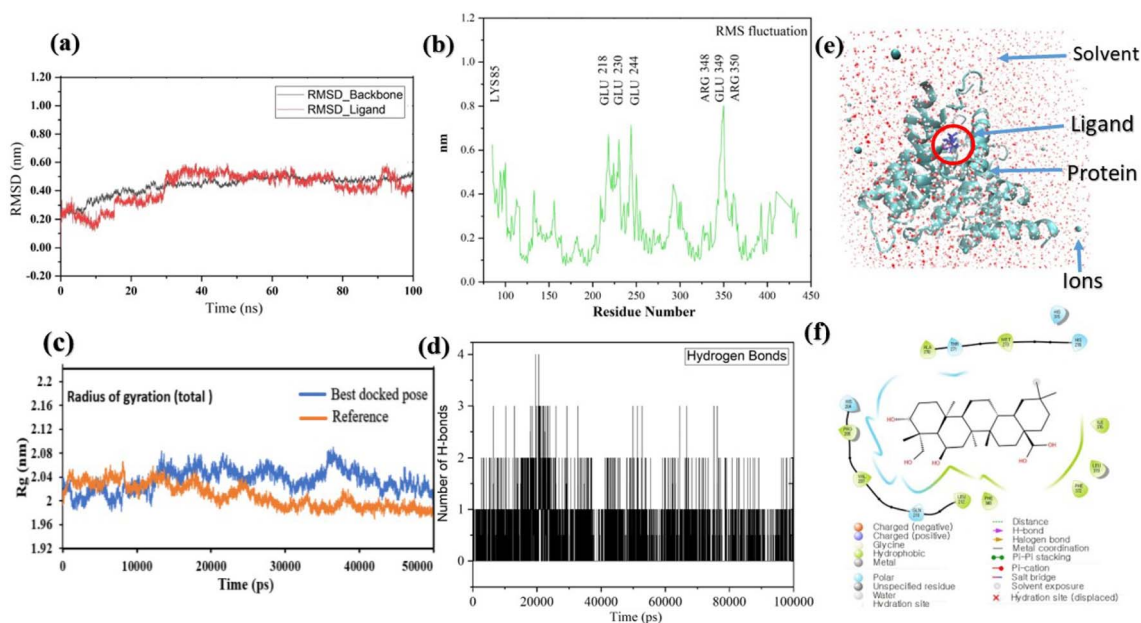 (a)
1.20
1.00
0.80
0.60
0.40
0.20
0.00
-0.20
RMSD (nm)
RMSD_Backbone
RMSD_Ligand
0
20
40
60
80
100
Time (ns)
(b)
RMS fluctuation
1.2
1.0
0.8
0.6
0.4
0.2
0.0
nm
LYS85
GLU 218
GLU 230
GLU 244
ARG 348
GLU 349
ARG 350
100
150
200
250
300
350
400
450
Residue Number
(e)
Solvent
Ligand
Protein
Ions
(c)
2.2
2.16
2.12
2.08
2.04
2
1.96
1.92
Rg (nm)
Radius of gyration (total )
Best docked pose
Reference
0
10000
20000
30000
40000
50000
Time (ps)
(d)
Hydrogen Bonds
4
3
2
1
0
Number of H-bonds
0
20000
40000
60000
80000
100000
Time (ps)
(f)
HO
HO
HO
HO
OH
Charged (negative)
Charged (positive)
Glycine
Hydrophobic
Metal
Polar
Unspecified residue
Water
Hydration site
Distance
H-bond
Halogen bond
Metal coordination
Pi-Pi stacking
Pi-cation
Salt bridge
Solvent exposure
Hydration site (displaced)